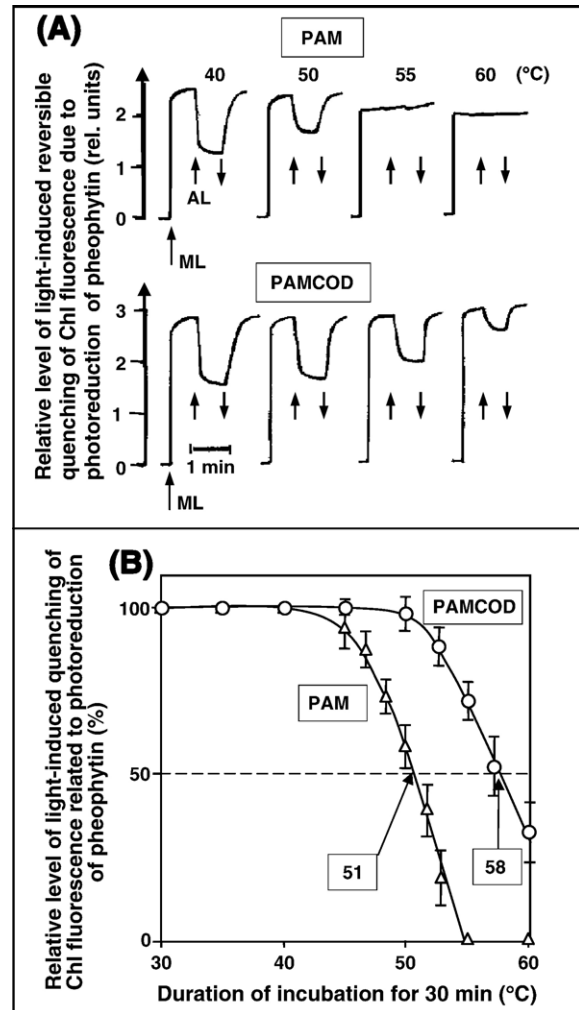 (A)
PAM
40 50 55 60 (°C)
Relative level of light-induced reversible
quenching of Chl fluorescence due to
photoreduction of pheophytin (rel. units)
2
1
0
AL
ML
PAMCOD
3
2
1
0
1 min
ML
(B)
Relative level of light-induced quenching of
Chl fluorescence related to photoreduction
of pheophytin (%)
100
50
0
PAMCOD
PAM
51
58
30 40 50 60
Duration of incubation for 30 min (°C)